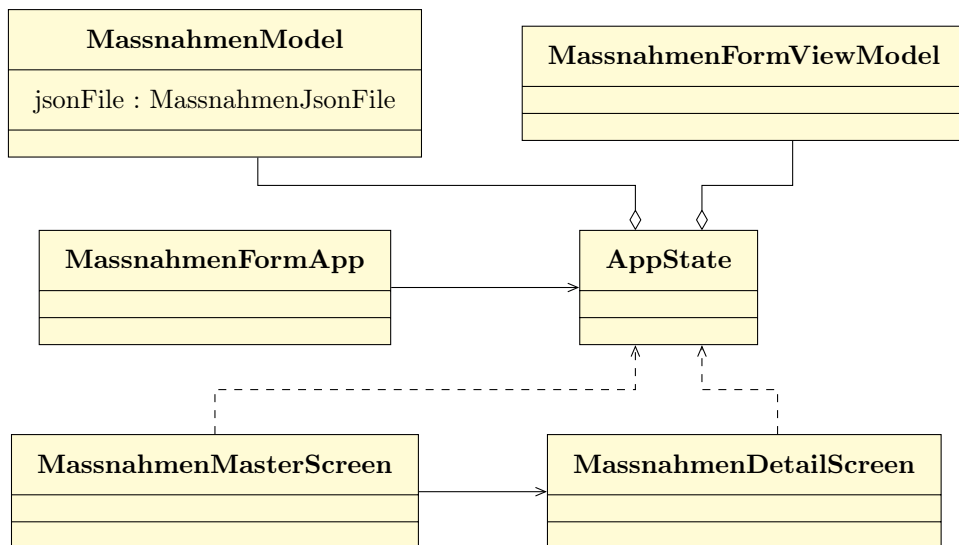 MassnahmenModel
jsonFile : MassnahmenJsonFile
MassnahmenFormViewModel
MassnahmenFormApp
AppState
MassnahmenMasterScreen
MassnahmenDetailScreen